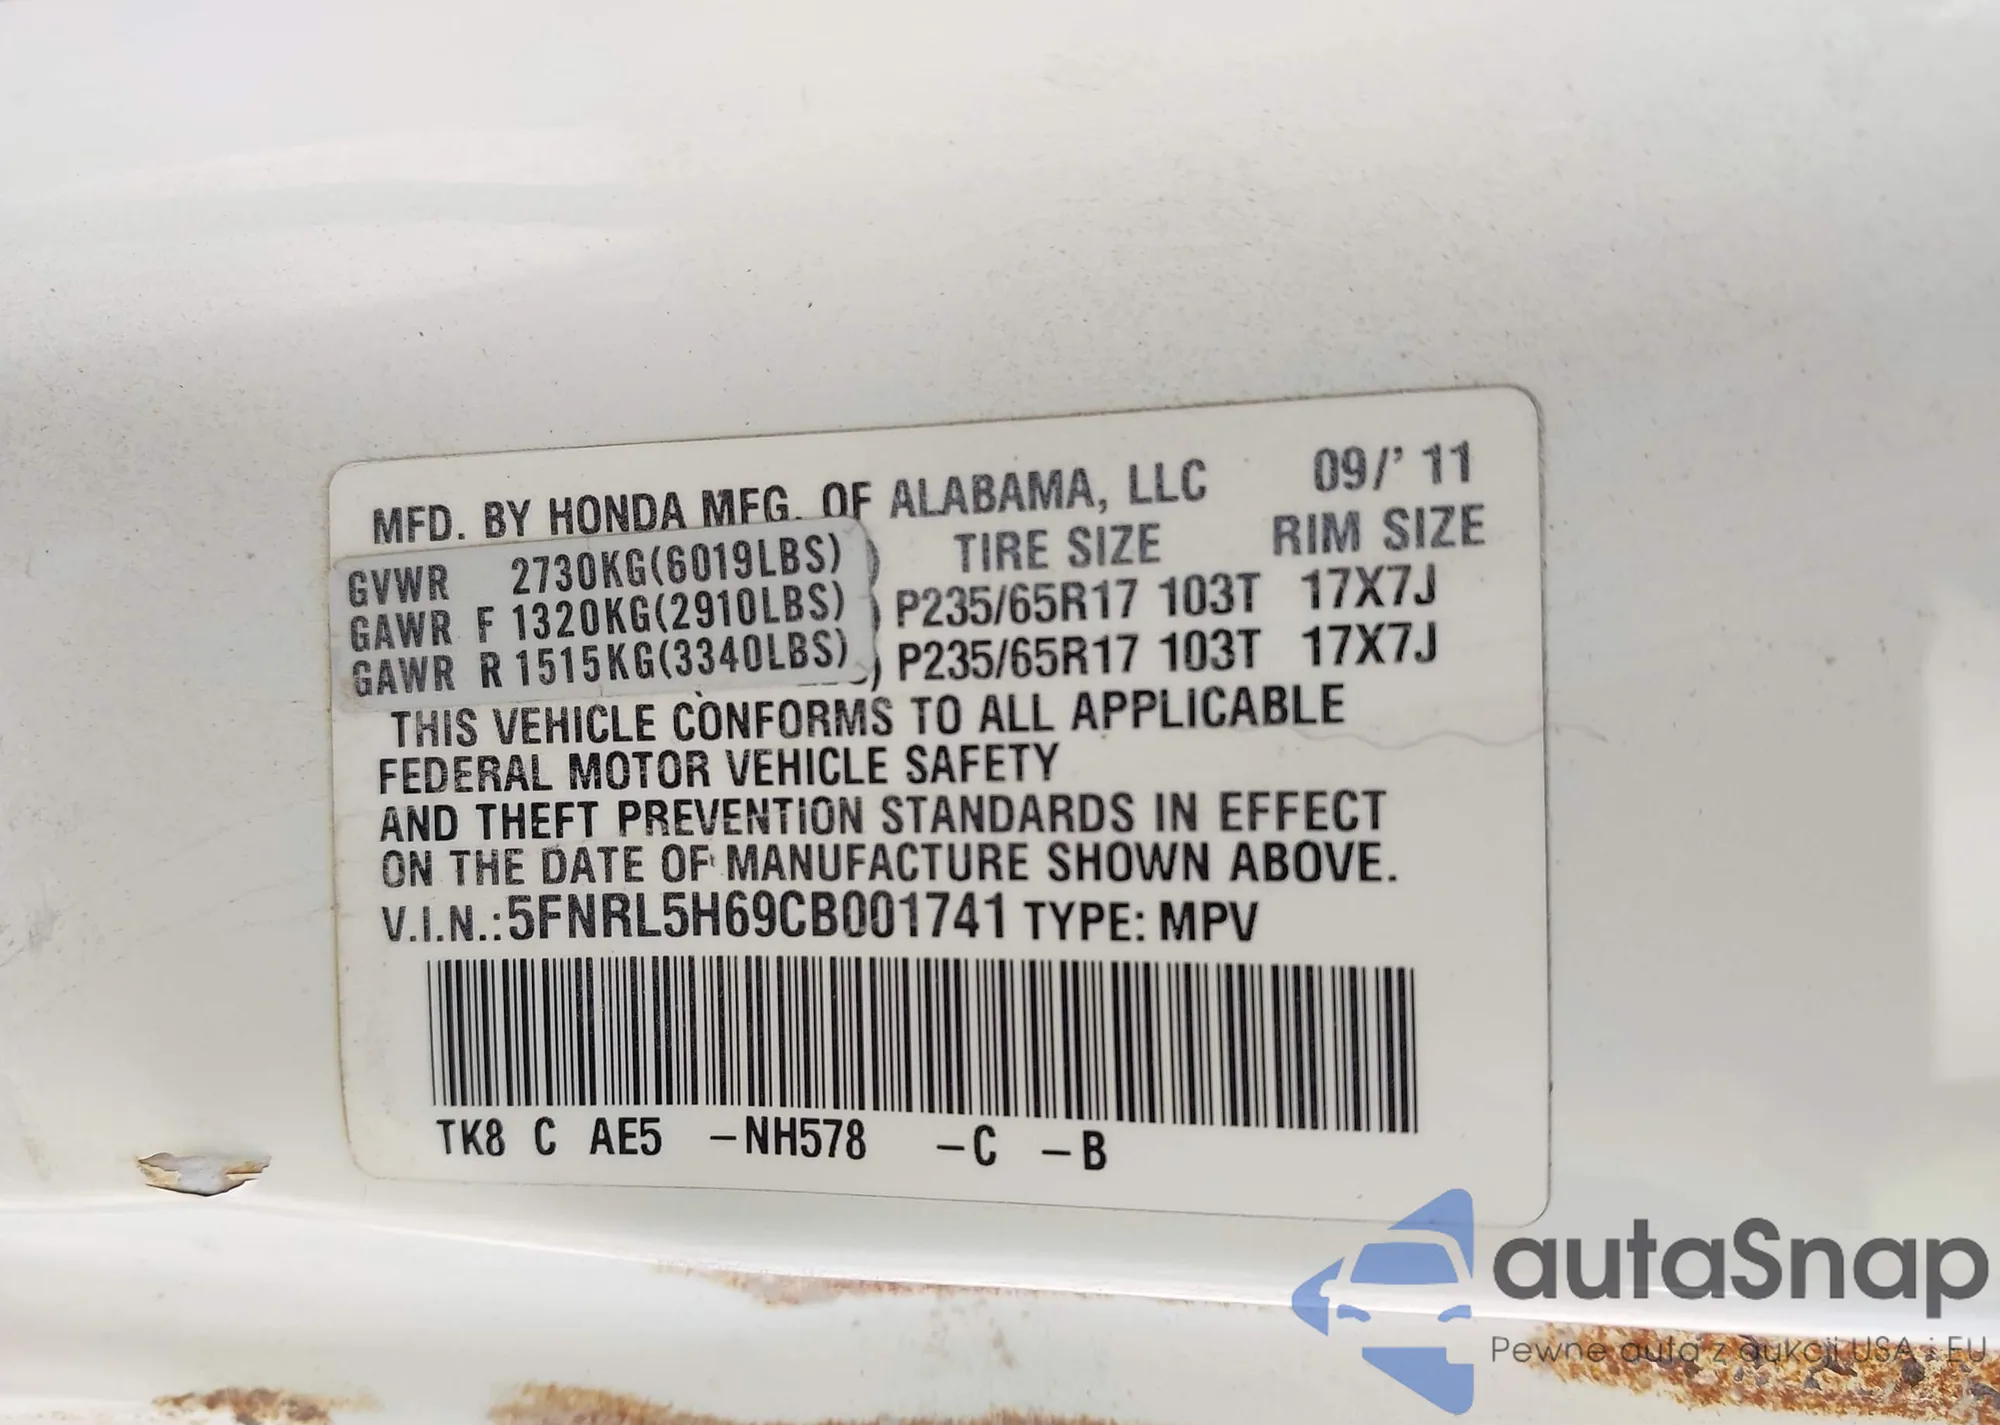 MFD. BY HONDA MFG. OF ALABAMA, LLC 09/' 11
TIRE SIZE RIM SIZE
GVWR 2730KG(6019LBS) )
GAWR F 1320KG(2910LBS) ) P235/65R17 103T 17X7J
GAWR R 1515KG(3340LBS) ) P235/65R17 103T 17X7J
THIS VEHICLE CONFORMS TO ALL APPLICABLE
FEDERAL MOTOR VEHICLE SAFETY
AND THEFT PREVENTION STANDARDS IN EFFECT
ON THE DATE OF MANUFACTURE SHOWN ABOVE.
V.I.N.:5FNRL5H69CB001741 TYPE: MPV
TK8 C AE5 –NH578 –C –B
autaSnap
Pewne auta z aukcji USA i EU